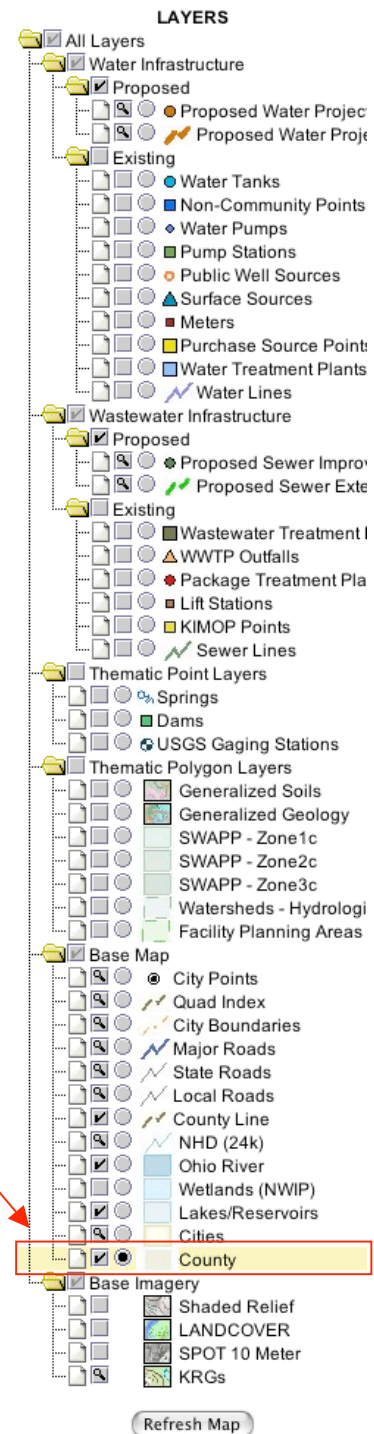 LAYERS
All Layers
Water Infrastructure
Proposed
Proposed Water Projec
Proposed Water Proje
Existing
Water Tanks
Non-Community Points
Water Pumps
Pump Stations
Public Well Sources
Surface Sources
Meters
Purchase Source Points
Water Treatment Plants
Water Lines
Wastewater Infrastructure
Proposed
Proposed Sewer Improv
Proposed Sewer Exte
Existing
Wastewater Treatment
WWTP Outfalls
Package Treatment Pla
Lift Stations
KIMOP Points
Sewer Lines
Thematic Point Layers
Springs
Dams
USGS Gaging Stations
Thematic Polygon Layers
Generalized Soils
Generalized Geology
SWAPP - Zone1c
SWAPP - Zone2c
SWAPP - Zone3c
Watersheds - Hydrologi
Facility Planning Areas
Base Map
City Points
Quad Index
City Boundaries
Major Roads
State Roads
Local Roads
County Line
NHD (24k)
Ohio River
Wetlands (NWIP)
Lakes/Reservoirs
Cities
County
Base Imagery
Shaded Relief
LANDCOVER
SPOT 10 Meter
KRGs
Refresh Map